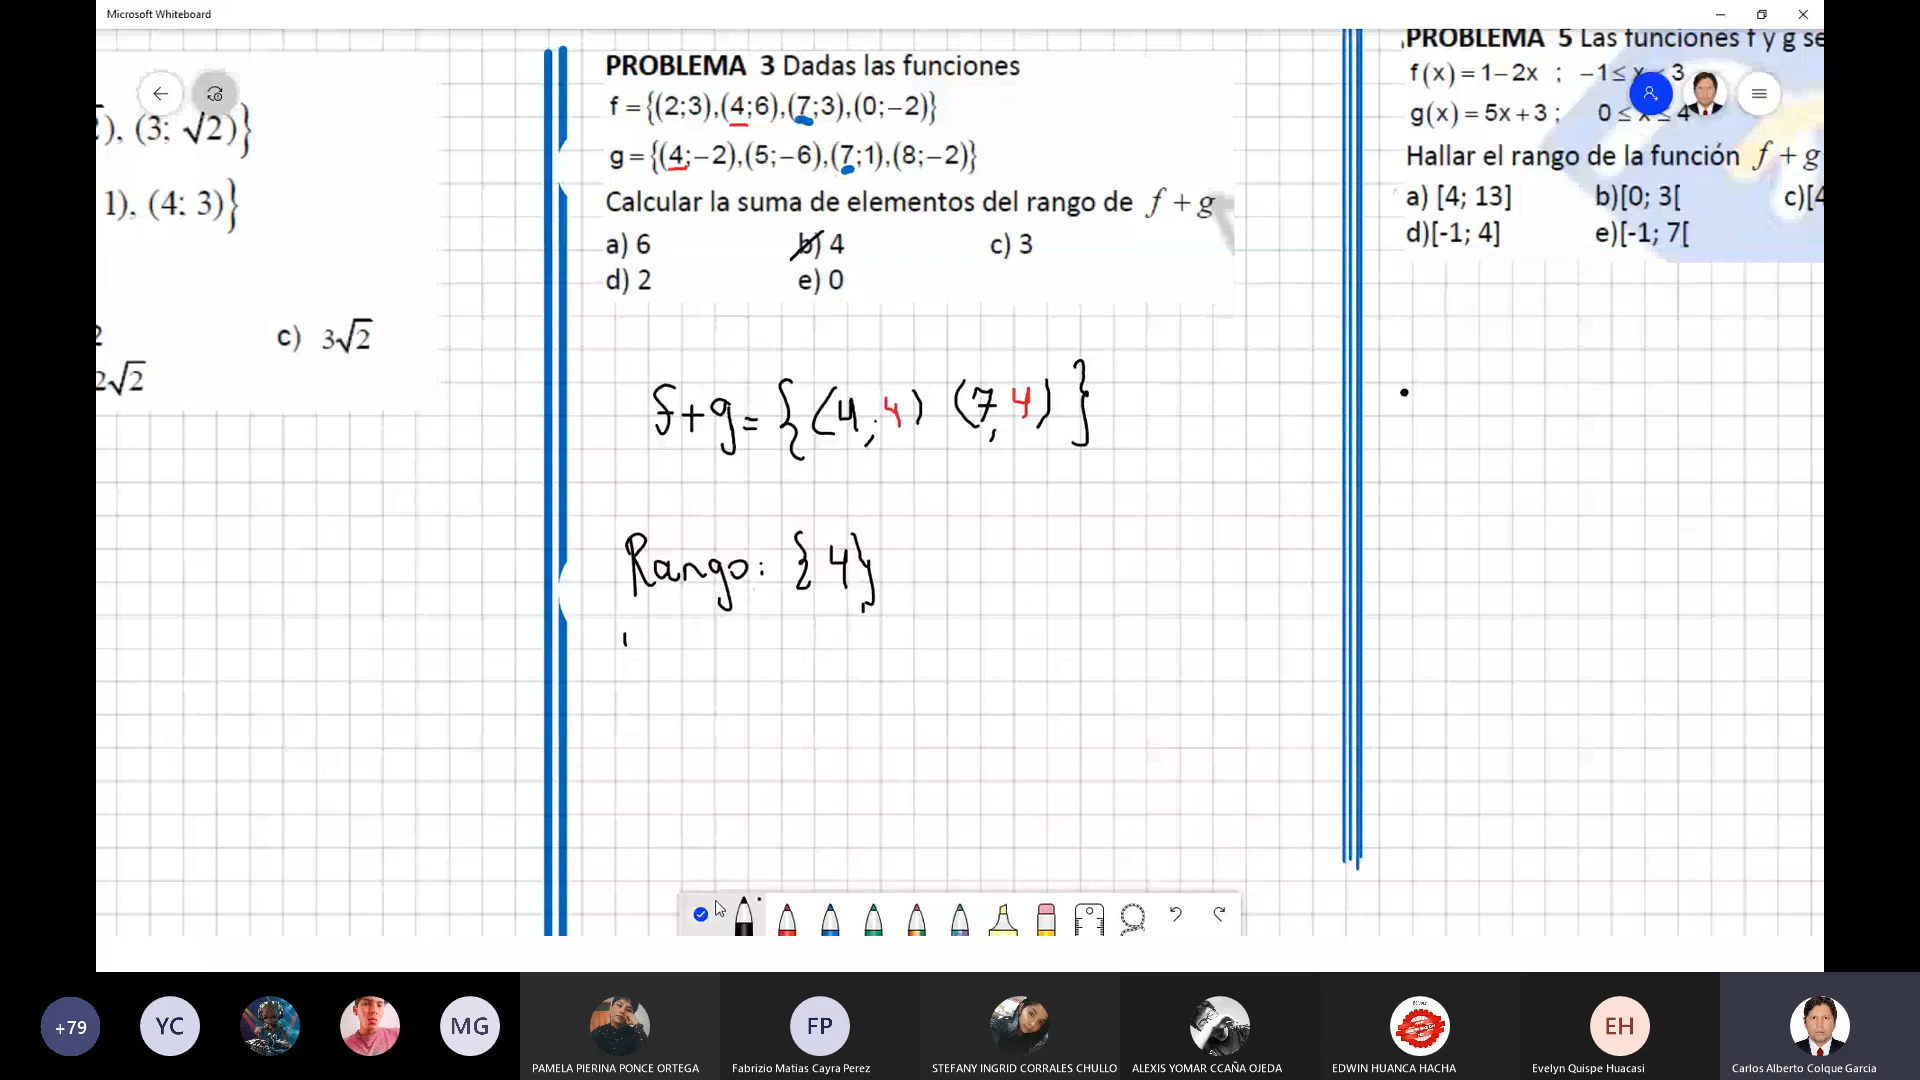 Microsoft Whiteboard
), (3; √2)}
1), (4; 3)}
c) 3√2
2√2
PROBLEMA 3 Dadas las funciones
f = {(2;3),(4;6),(7;3),(0;−2)}
g = {(4;−2),(5;−6),(7;1),(8;−2)}
Calcular la suma de elementos del rango de f + g
a) 6 b) 4 c) 3
d) 2 e) 0
f+g= {(4; 4) (7, 4)}
Rango: {4}
PROBLEMA 5 Las funciones f y g se
f(x) = 1− 2x ; −1 ≤ x < 3
g(x) = 5x + 3 ; 0 ≤ x ≤ 4
Hallar el rango de la función f + g
a) [4; 13] b)[0; 3[ c)[4
d)[-1; 4] e)[-1; 7[
+79
YC
MG
PAMELA PIERINA PONCE ORTEGA
FP
Fabrizio Matias Cayra Perez
STEFANY INGRID CORRALES CHULLO
ALEXIS YOMAR CCAÑA OJEDA
EDWIN HUANCA HACHA
EH
Evelyn Quispe Huacasi
Carlos Alberto Colque Garcia